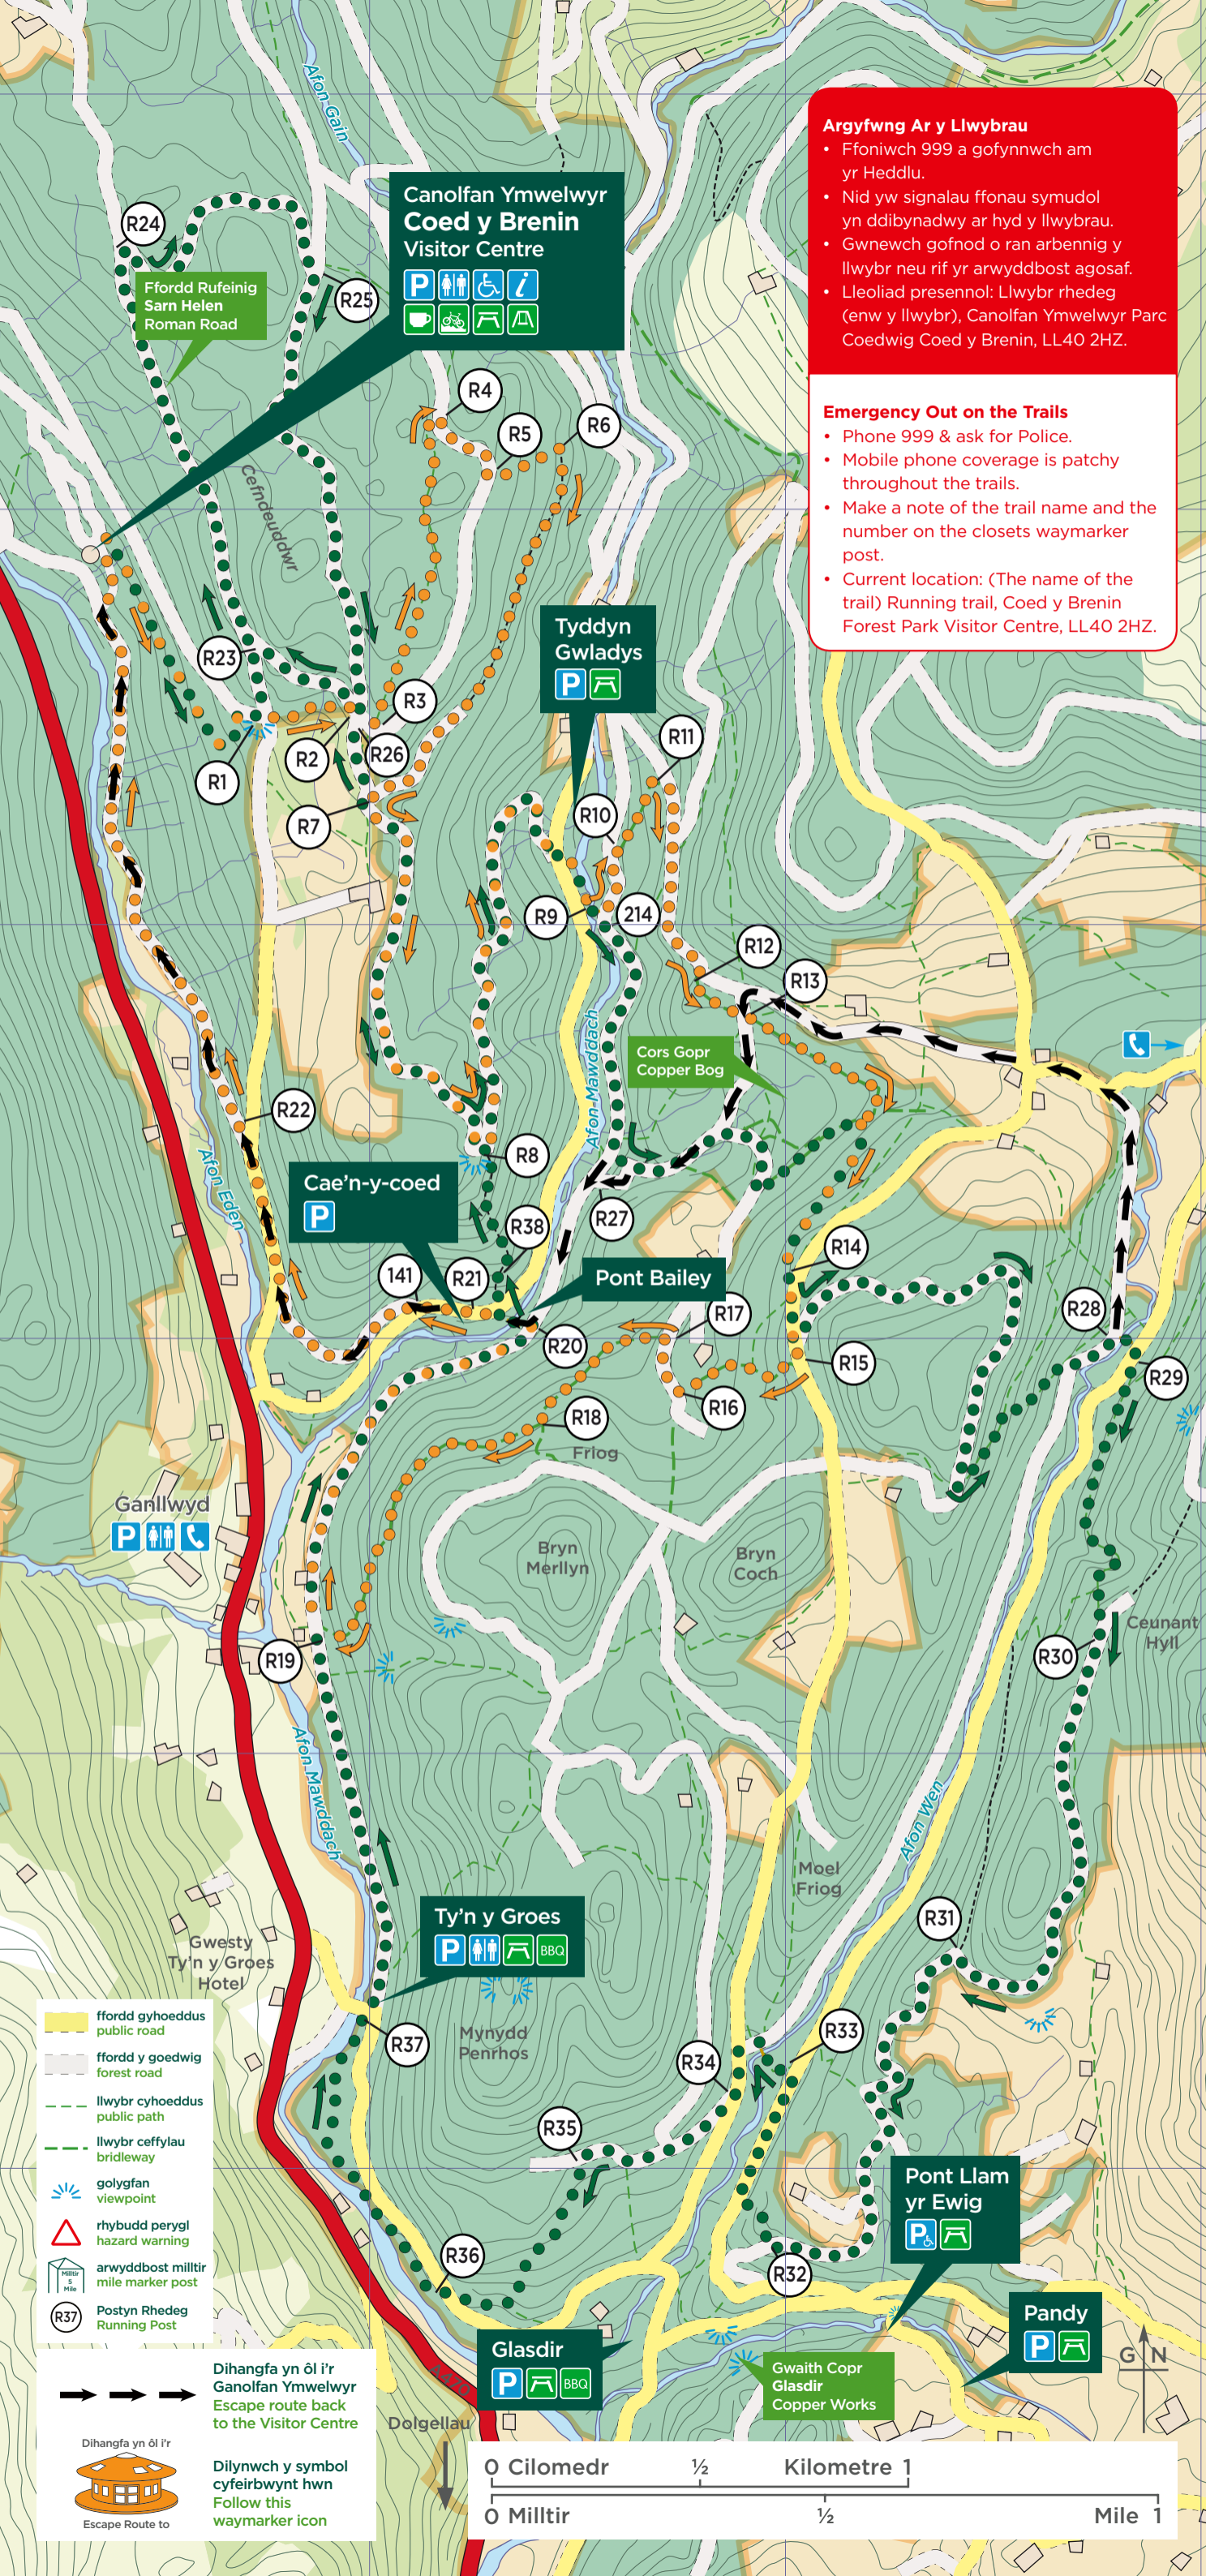 Afon Gain
Argyfwng Ar y Llwybrau
• Ffoniwch 999 a gofynnwch am
yr Heddlu.
• Nid yw signalau ffonau symudol
yn ddibynadwy ar hyd y llwybrau.
• Gwnewch gofnod o ran arbennig y
llwybr neu rif yr arwyddbost agosaf.
• Lleoliad presennol: Llwybr rhedeg
(enw y llwybr), Canolfan Ymwelwyr Parc
Coedwig Coed y Brenin, LL40 2HZ.
Emergency Out on the Trails
• Phone 999 & ask for Police.
• Mobile phone coverage is patchy
throughout the trails.
• Make a note of the trail name and the
number on the closets waymarker
post.
• Current location: (The name of the
trail) Running trail, Coed y Brenin
Forest Park Visitor Centre, LL40 2HZ.
Canolfan Ymwelwyr
Coed y Brenin
Visitor Centre
P
i
R24
Ffordd Rufeinig
Sarn Helen
Roman Road
R25
R4
R5
R6
Cefndeuddwr
Tyddyn
Gwladys
P
R23
R3
R11
R2
R26
R1
R7
R10
R9
214
R12
R13
Cors Gopr
Copper Bog
Afon Mawddach
R22
R8
Afon Eden
Cae'n-y-coed
P
R27
R38
R14
141
R21
Pont Bailey
R28
R17
R20
R15
R29
R16
R18
Friog
Ganllwyd
P
Bryn
Merllyn
Bryn
Coch
Ceunant
Hyll
R30
R19
Afon Mawddach
Afon Wen
Moel
Friog
Ty'n y Groes
P
BBQ
R31
Gwesty
Ty'n y Groes
Hotel
R37
Mynydd
Penrhos
R33
R34
R35
Pont Llam
yr Ewig
P
R36
R32
Pandy
P
Glasdir
P
BBQ
Gwaith Copr
Glasdir
Copper Works
G N
A470
Dolgellau
ffordd gyhoeddus
public road
ffordd y goedwig
forest road
llwybr cyhoeddus
public path
llwybr ceffylau
bridleway
golygfan
viewpoint
rhybudd perygl
hazard warning
Milltir
5
Mile
arwyddbost milltir
mile marker post
R37
Postyn Rhedeg
Running Post
Dihangfa yn ôl i'r
Ganolfan Ymwelwyr
Escape route back
to the Visitor Centre
Dihangfa yn ôl i'r
Escape Route to
Dilynwch y symbol
cyfeirbwynt hwn
Follow this
waymarker icon
0 Cilomedr ½ Kilometre 1
0 Milltir ½ Mile 1